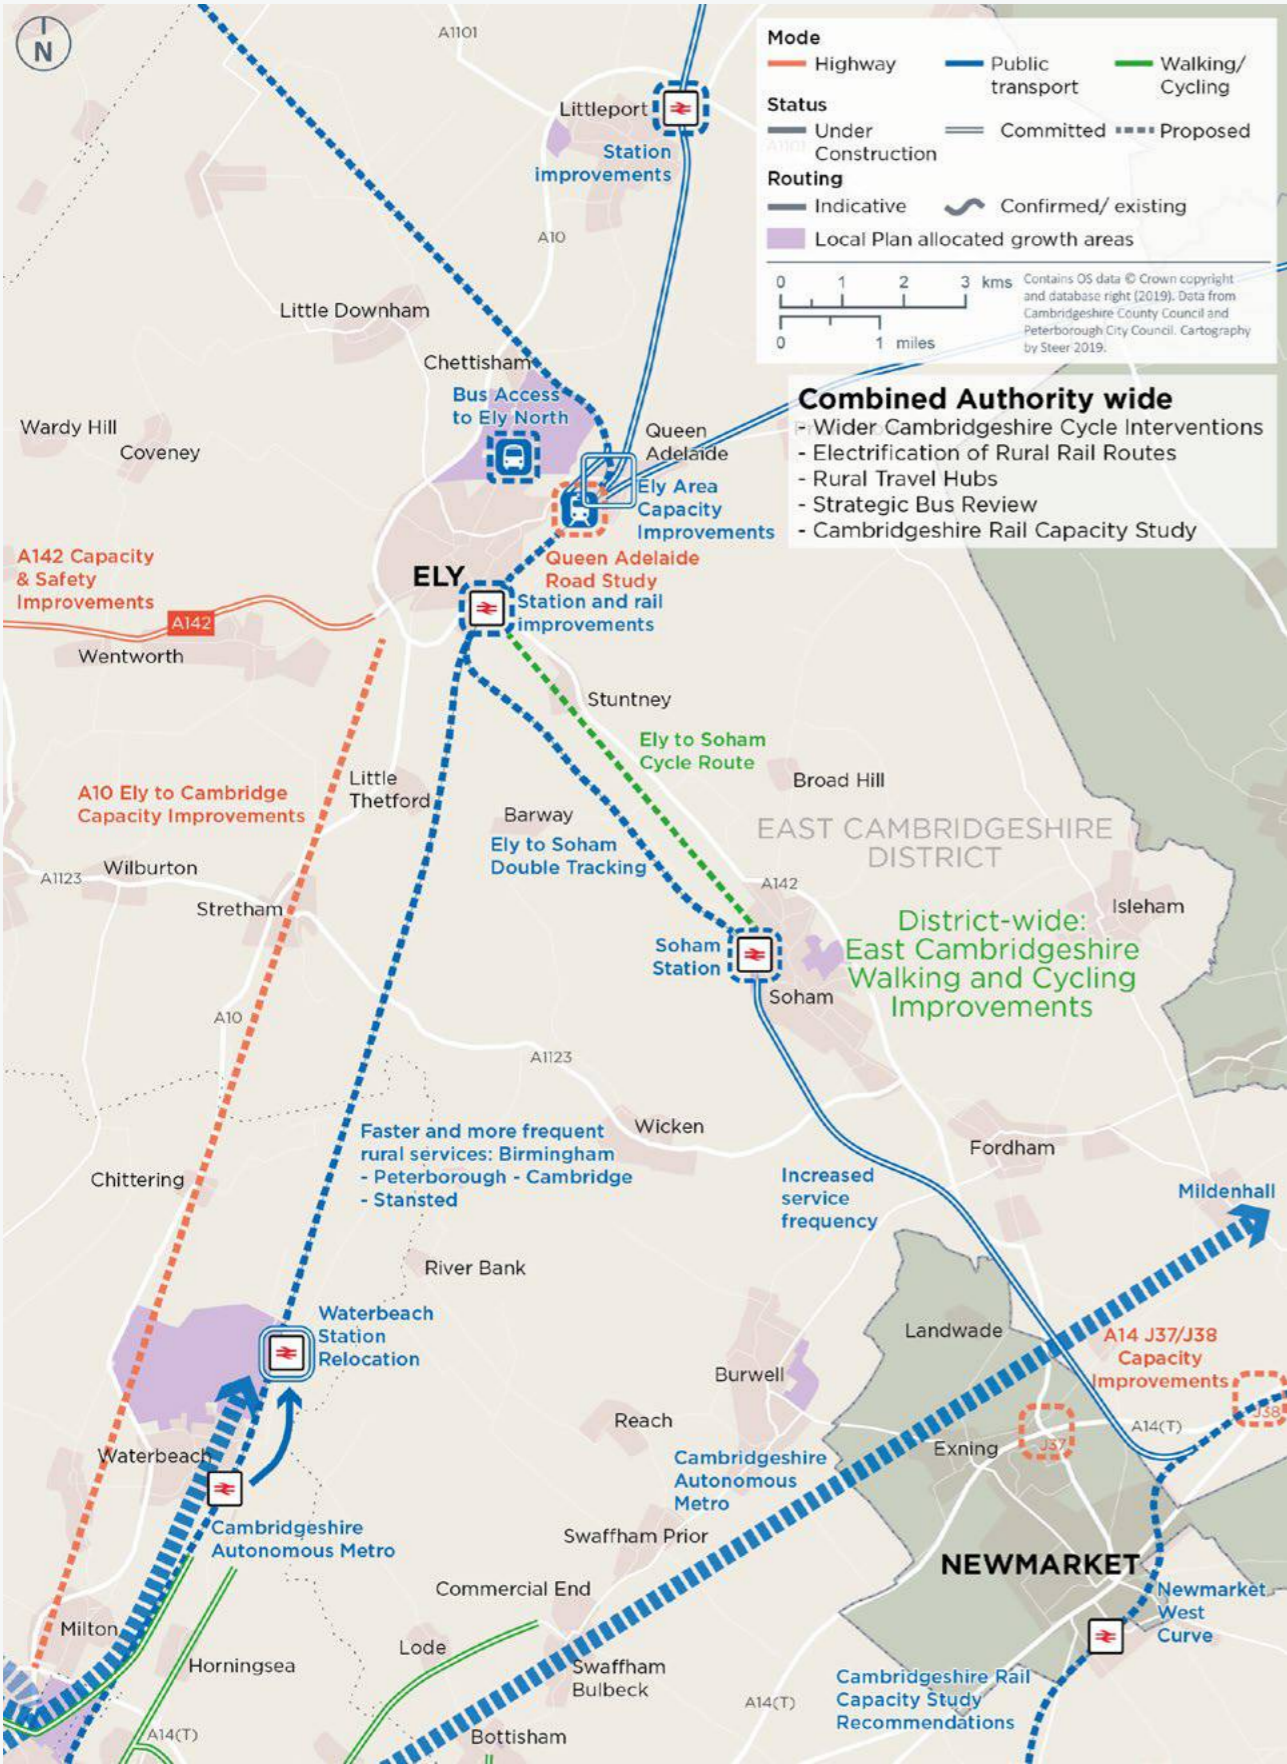 N
Mode
Highway
Public
transport
Walking/
Cycling
Status
Under
Construction
Committed
Proposed
Routing
Indicative
Confirmed/ existing
Local Plan allocated growth areas
0 1 2 3 kms
0 1 miles
Contains OS data © Crown copyright
and database right (2019). Data from
Cambridgeshire County Council and
Peterborough City Council. Cartography
by Steer 2019.
Combined Authority wide
- Wider Cambridgeshire Cycle Interventions
- Electrification of Rural Rail Routes
- Rural Travel Hubs
- Strategic Bus Review
- Cambridgeshire Rail Capacity Study
A1101
Littleport
Station
improvements
A10
Little Downham
Chettisham
Bus Access
to Ely North
Wardy Hill
Coveney
Queen
Adelaide
Ely Area
Capacity
Improvements
A142 Capacity
& Safety
Improvements
A142
ELY
Queen Adelaide
Road Study
Station and rail
improvements
Wentworth
Stuntney
Ely to Soham
Cycle Route
Little
Thetford
Broad Hill
A10 Ely to Cambridge
Capacity Improvements
Barway
EAST CAMBRIDGESHIRE
DISTRICT
Ely to Soham
Double Tracking
Wilburton
A1123
A142
Stretham
Isleham
District-wide:
East Cambridgeshire
Walking and Cycling
Improvements
Soham
Station
Soham
A10
A1123
Wicken
Faster and more frequent
rural services: Birmingham
- Peterborough - Cambridge
- Stansted
Fordham
Chittering
Increased
service
frequency
Mildenhall
River Bank
Waterbeach
Station
Relocation
Landwade
A14 J37/J38
Capacity
Improvements
Burwell
J38
Reach
A14(T)
Exning
J37
Waterbeach
Cambridgeshire
Autonomous
Metro
Cambridgeshire
Autonomous Metro
Swaffham Prior
NEWMARKET
Commercial End
Newmarket
West
Curve
Milton
Lode
Horningsea
Swaffham
Bulbeck
Cambridgeshire Rail
Capacity Study
Recommendations
A14(T)
A14(T)
Bottisham